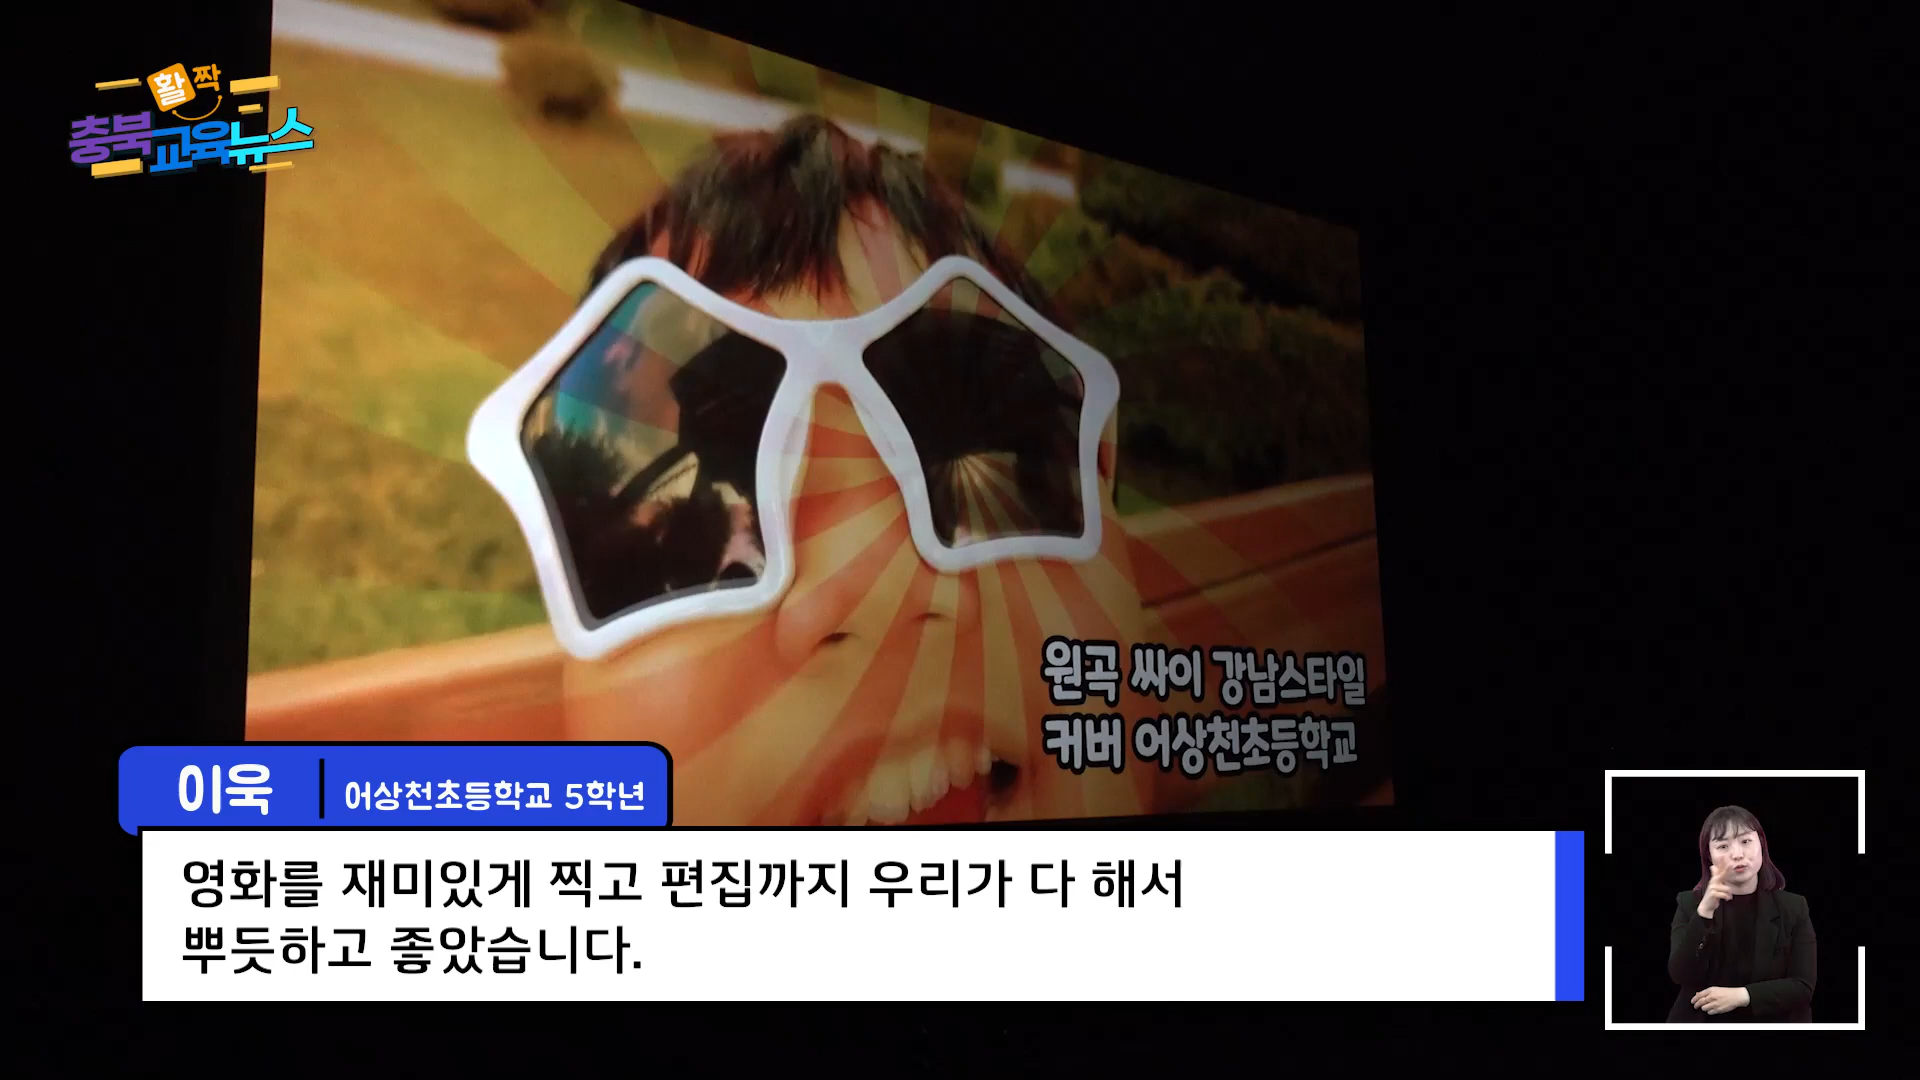 활짝
충북교육뉴스
원곡 싸이 강남스타일
커버 어상천초등학교
이욱 어상천초등학교 5학년
영화를 재미있게 찍고 편집까지 우리가 다 해서
뿌듯하고 좋았습니다.